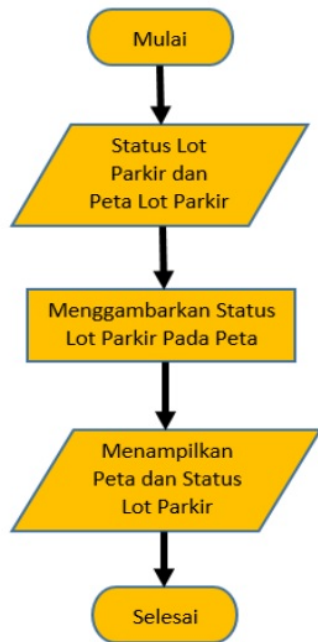 Mulai
Status Lot
Parkir dan
Peta Lot Parkir
Menggambarkan Status
Lot Parkir Pada Peta
Menampilkan
Peta dan Status
Lot Parkir
Selesai